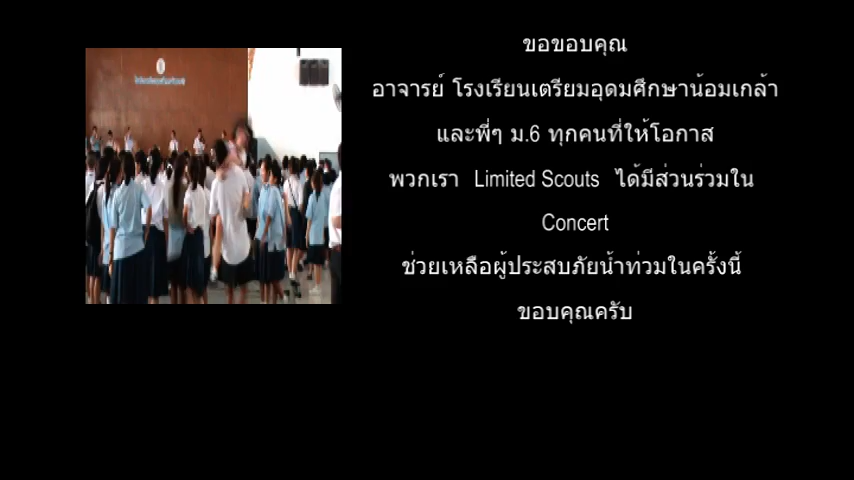 ขอขอบคุณ
อาจารย์ โรงเรียนเตรียมอุดมศึกษาน้อมเกล้า
และพี่ๆ ม.6 ทุกคนที่ให้โอกาส
พวกเรา Limited Scouts ได้มีส่วนร่วมใน
Concert
ช่วยเหลือผู้ประสบภัยน้ำท่วมในครั้งนี้
ขอบคุณครับ